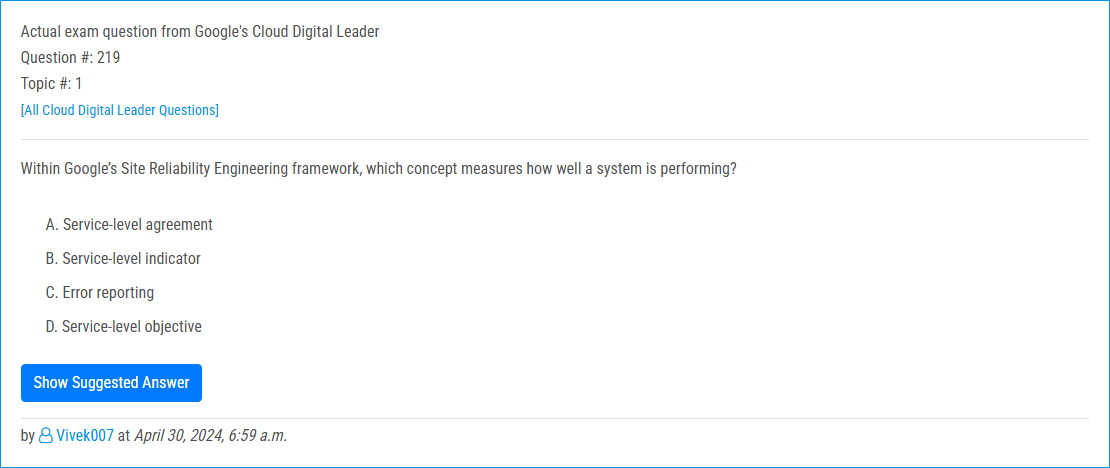 Actual exam question from Google's Cloud Digital Leader
Question #: 219
Topic #: 1
[All Cloud Digital Leader Questions]
Within Google’s Site Reliability Engineering framework, which concept measures how well a system is performing?
A. Service-level agreement
B. Service-level indicator
C. Error reporting
D. Service-level objective
Show Suggested Answer
by Vivek007 at April 30, 2024, 6:59 a.m.